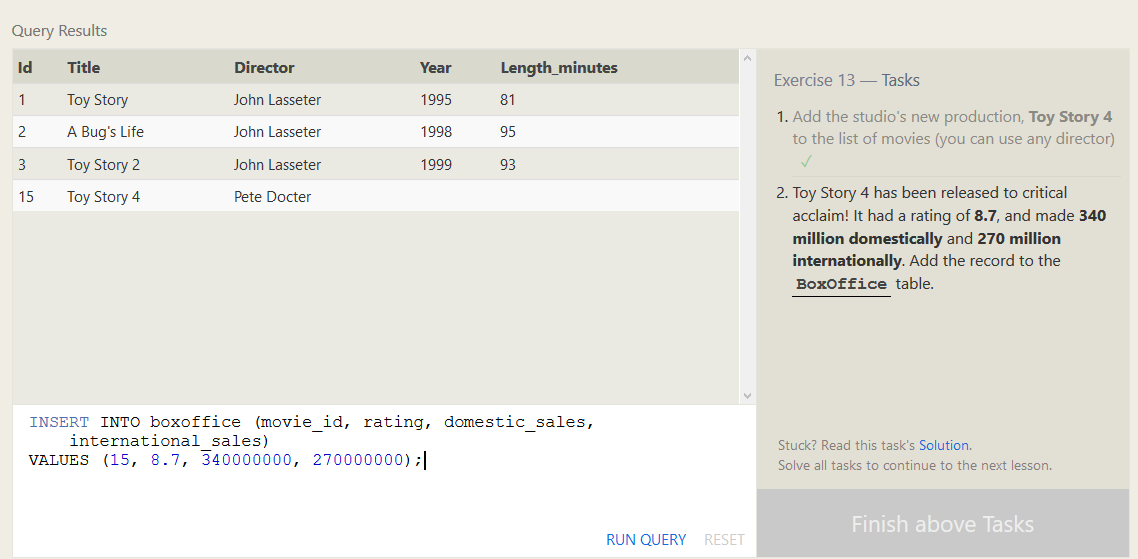 Query Results
Id Title Director Year Length_minutes
1 Toy Story John Lasseter 1995 81
2 A Bug's Life John Lasseter 1998 95
3 Toy Story 2 John Lasseter 1999 93
15 Toy Story 4 Pete Docter
INSERT INTO boxoffice (movie_id, rating, domestic_sales,
international_sales)
VALUES (15, 8.7, 340000000, 270000000);
RUN QUERY RESET
Exercise 13 — Tasks
1. Add the studio's new production, Toy Story 4
to the list of movies (you can use any director)
✓
2. Toy Story 4 has been released to critical
acclaim! It had a rating of 8.7, and made 340
million domestically and 270 million
internationally. Add the record to the
BoxOffice table.
Stuck? Read this task's Solution.
Solve all tasks to continue to the next lesson.
Finish above Tasks